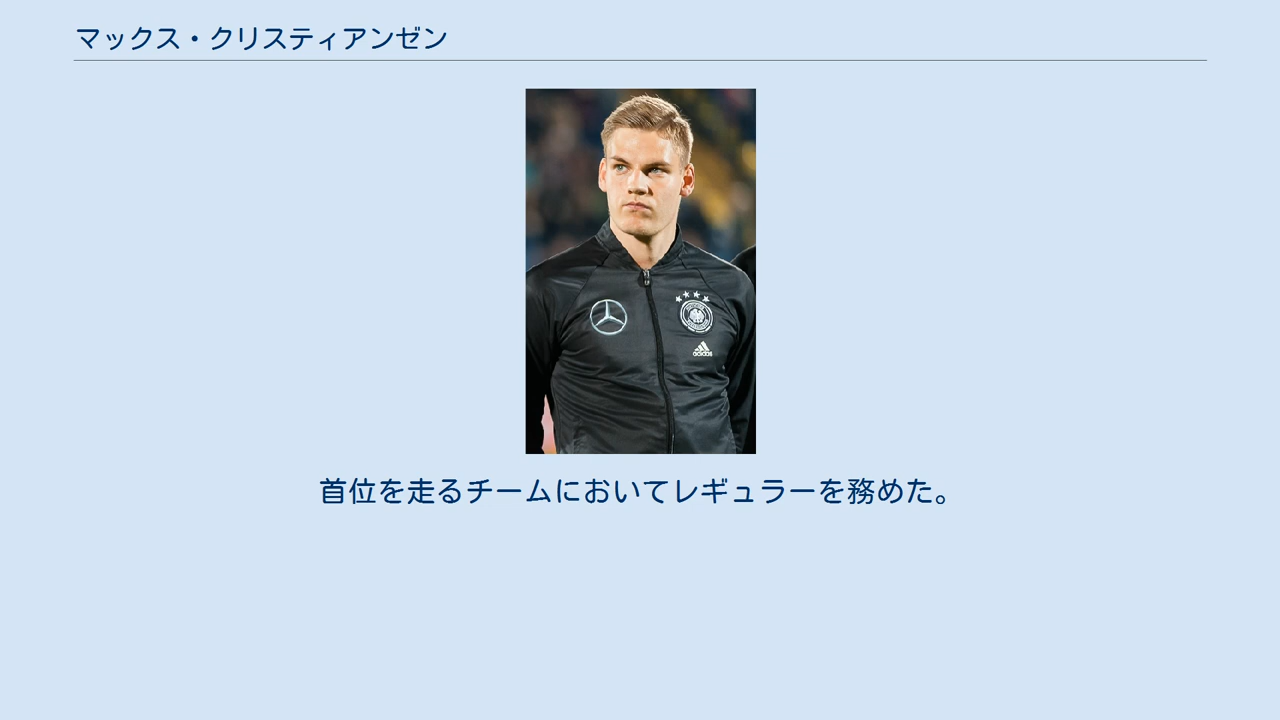 マックス・クリスティアンゼン
adidas
首位を走るチームにおいてレギュラーを務めた。